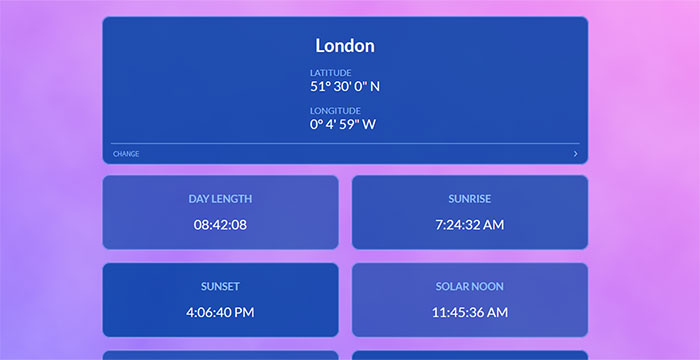 London
LATITUDE
51° 30' 0" N
LONGITUDE
0° 4' 59" W
CHANGE
DAY LENGTH
08:42:08
SUNRISE
7:24:32 AM
SUNSET
4:06:40 PM
SOLAR NOON
11:45:36 AM